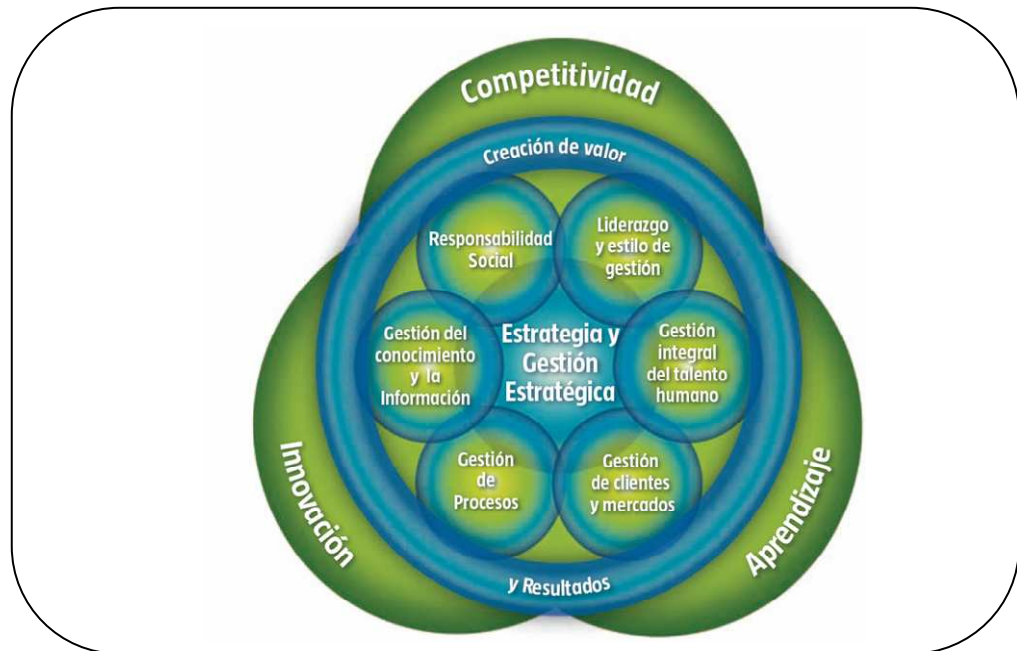 Competitividad
Creación de valor
Responsabilidad
Social
Liderazgo
y estilo de
gestión
Gestión del
conocimiento
y la
Información
Estrategia y
Gestión
Estratégica
Gestión
integral
del talento
humano
Gestión
de
Procesos
Gestión
de clientes
y mercados
Innovación
Aprendizaje
y Resultados